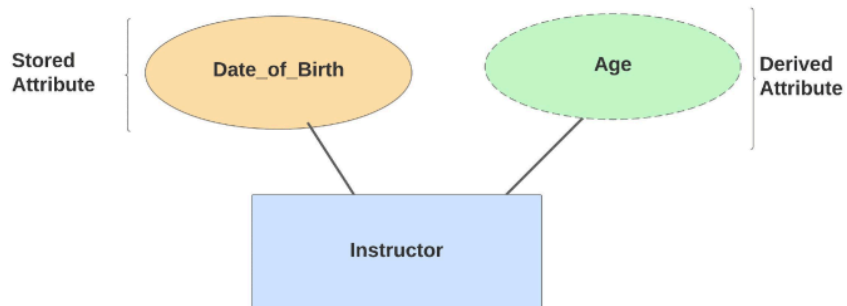 Stored
Attribute
Date_of_Birth
Age
Derived
Attribute
Instructor